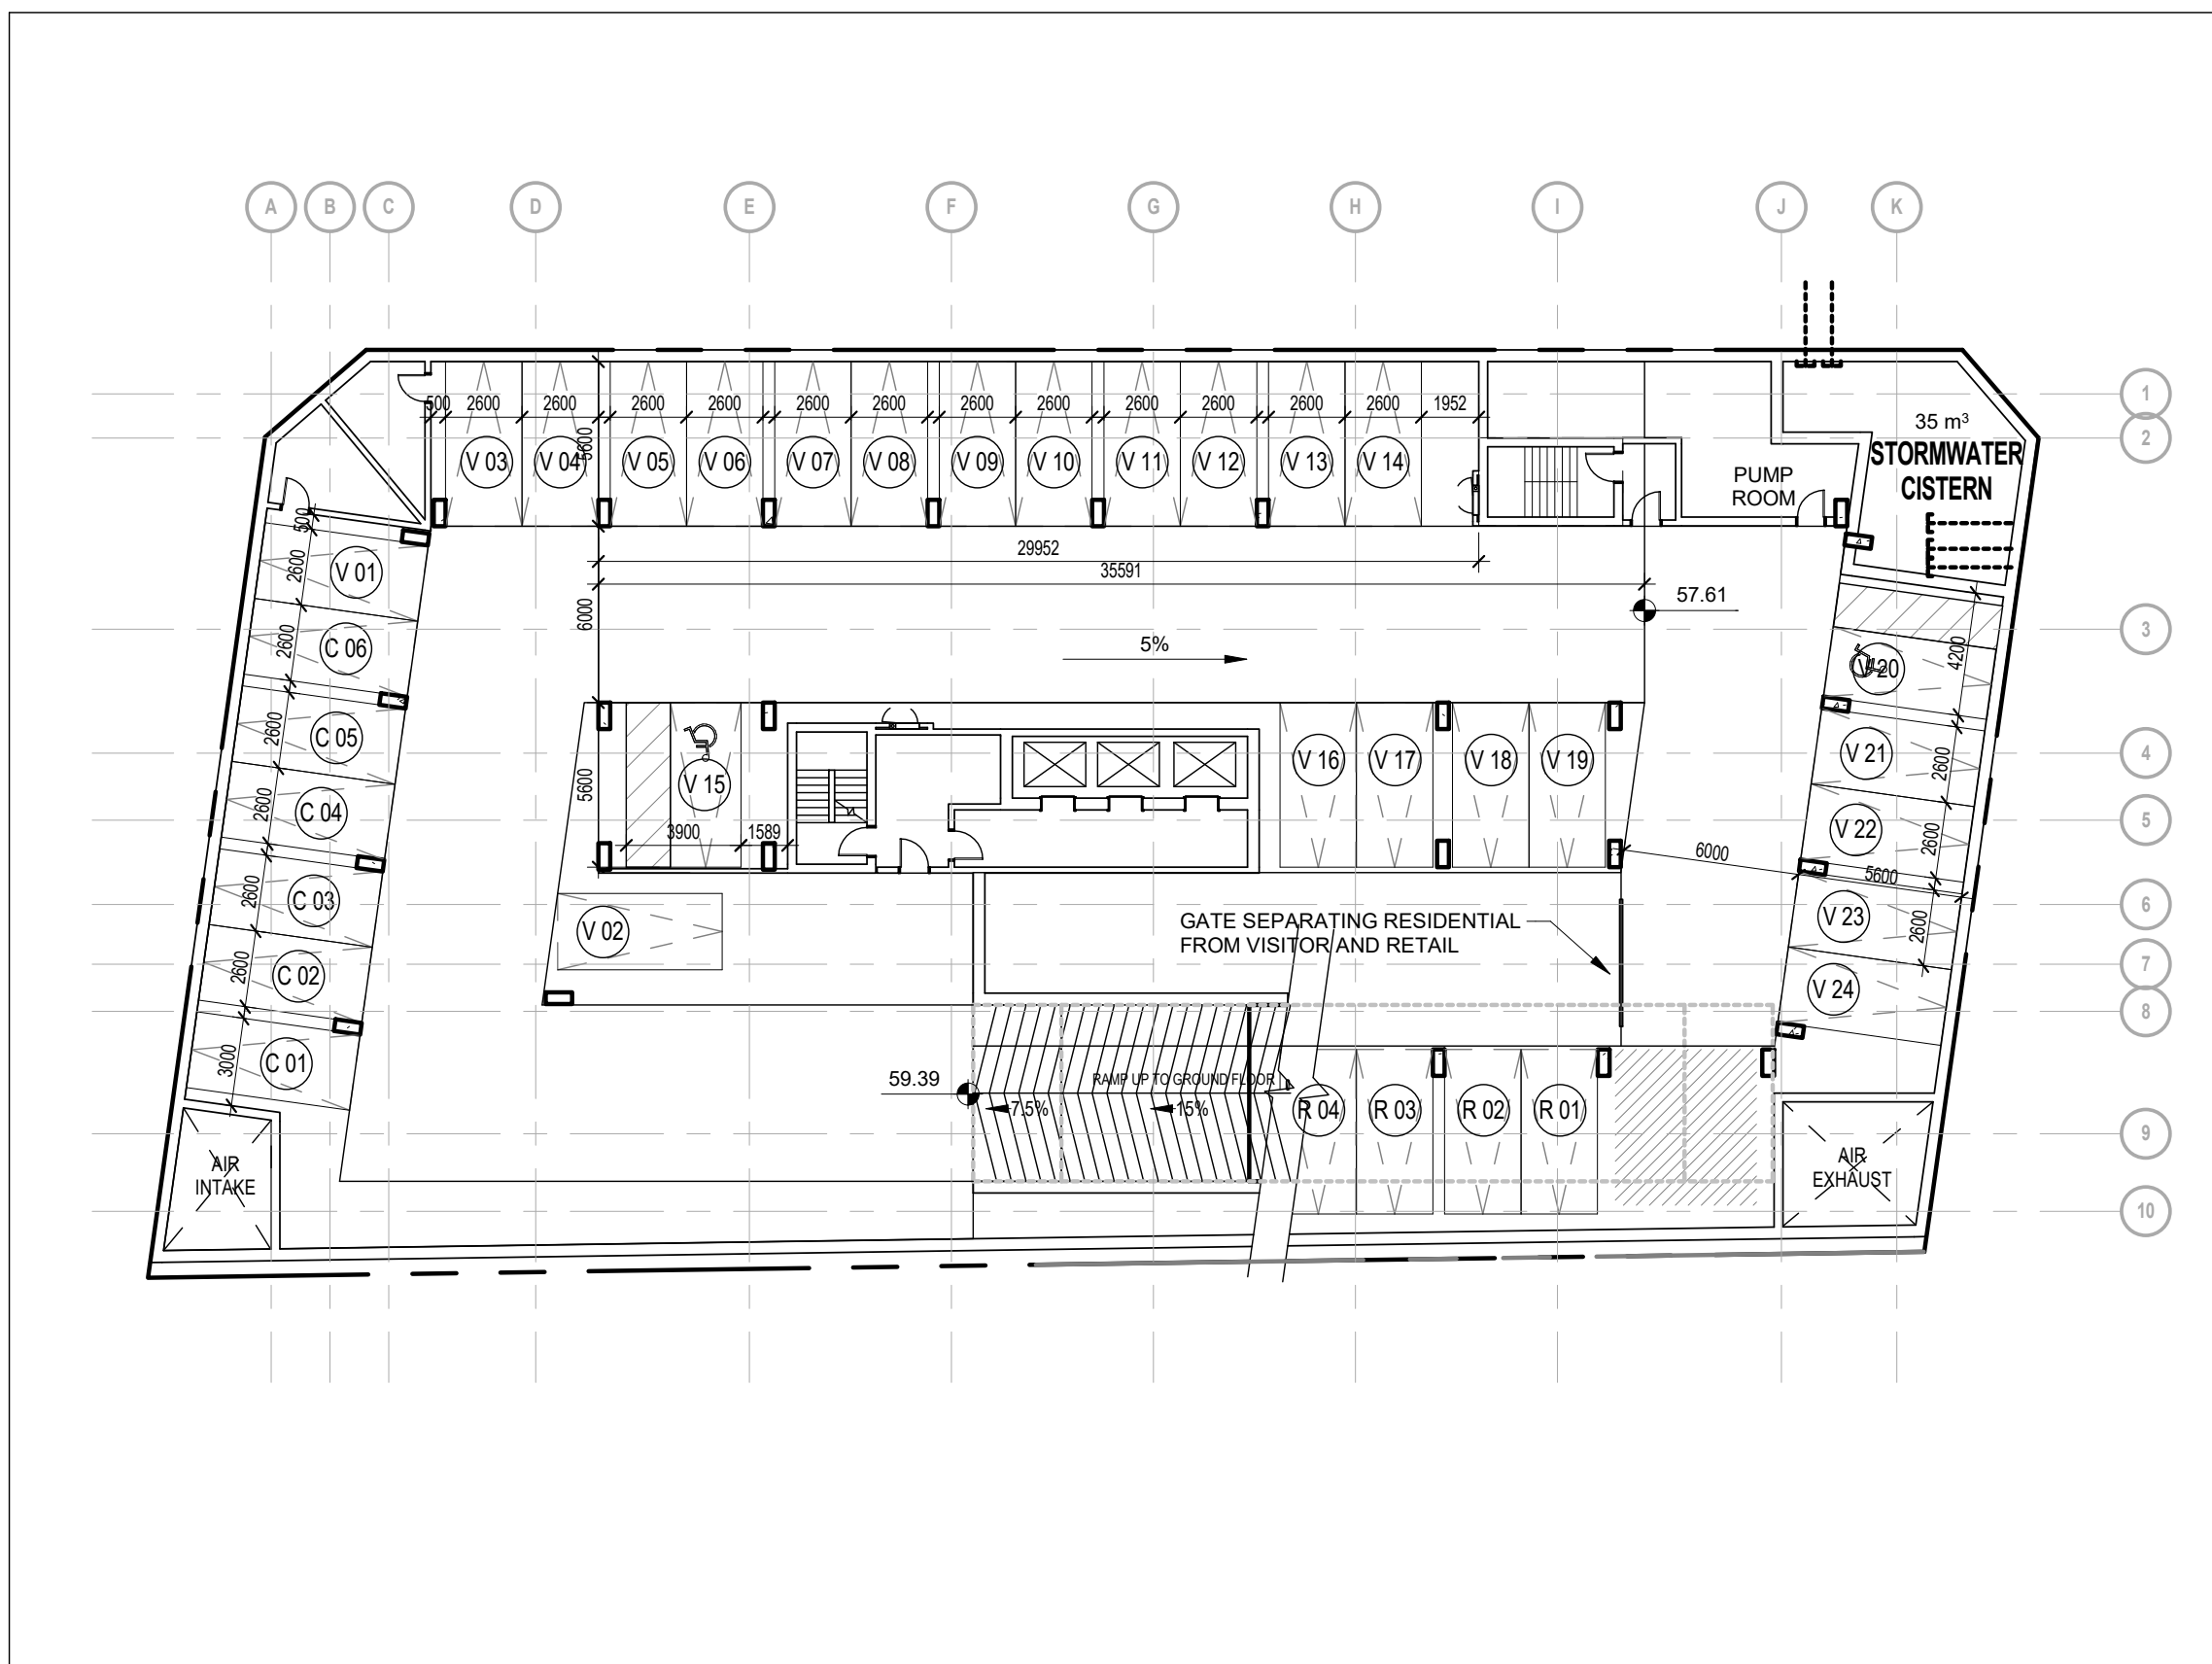 A B C D E F G H I J K
1
500 2600 2600 2600 2600 2600 2600 2600 2600 2600 2600 2600 2600 1952
35 m³
2
STORMWATER
CISTERN
5600
V 03 V 04 V 05 V 06 V 07 V 08 V 09 V 10 V 11 V 12 V 13 V 14
PUMP
ROOM
500
29952
35591
2600
V 01
57.61
6000
3
2600
C 06
5%
4200
V 20
2600
C 05
4
V 15
5600
V 16 V 17 V 18 V 19
V 21
2600
2600
C 04
3900 1589
5
V 22
2600
6000
5600
2600
C 03
6
V 02
GATE SEPARATING RESIDENTIAL
FROM VISITOR AND RETAIL
V 23
2600
2600
C 02
7
V 24
8
3000
C 01
59.39
RAMP UP TO GROUND FLOOR
7.5% 15%
R 04 R 03 R 02 R 01
9
AIR
INTAKE
AIR
EXHAUST
10